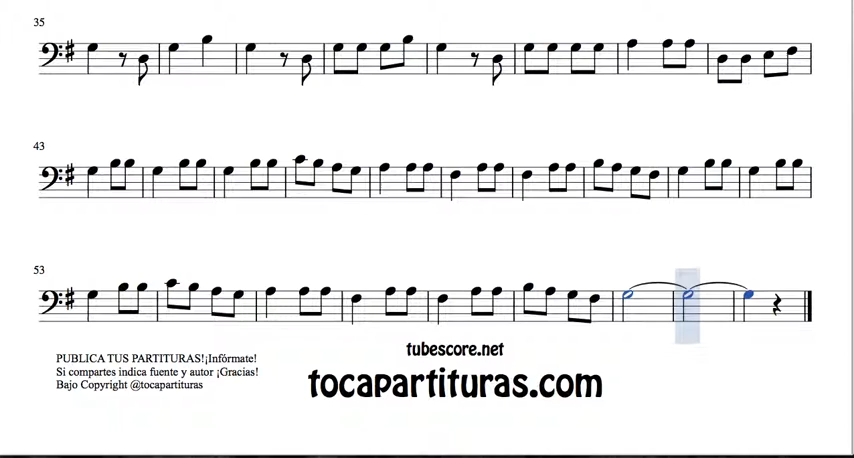 35
43
53
PUBLICA TUS PARTITURAS!¡Infórmate!
Si compartes indica fuente y autor ¡Gracias!
Bajo Copyright @tocapartituras
tubescore.net
tocapartituras.com